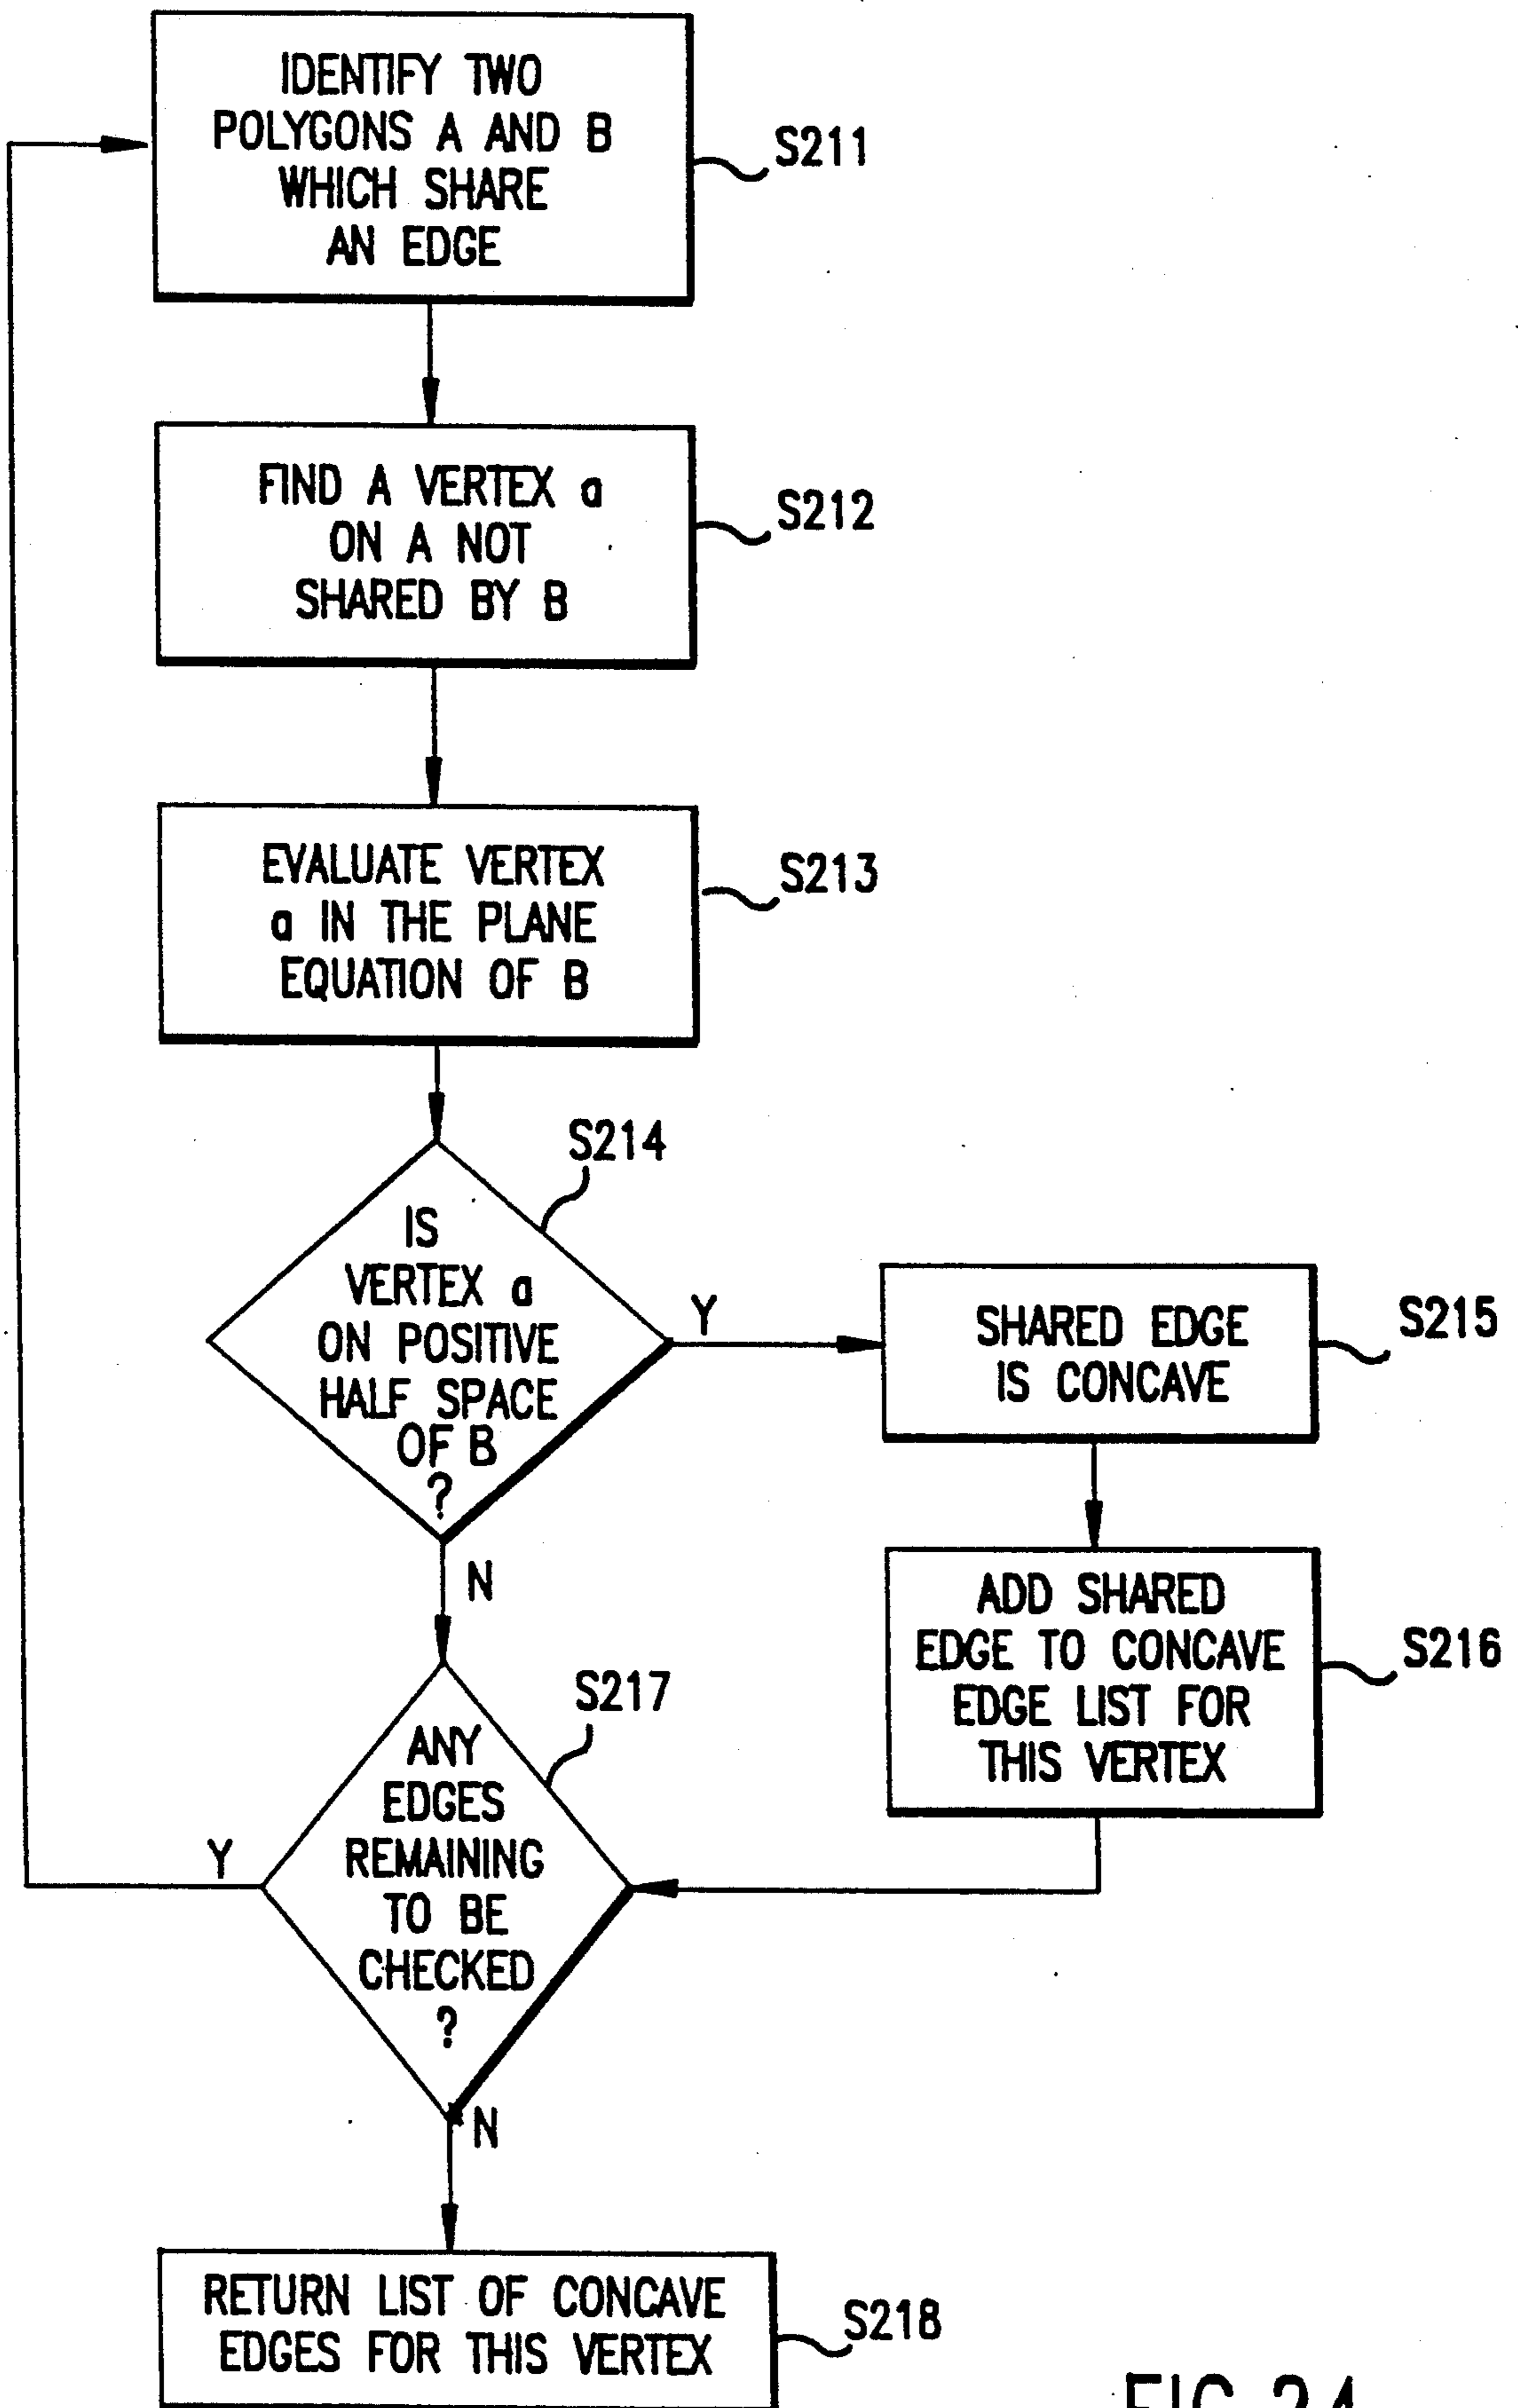 IDENTIFY TWO
POLYGONS A AND B
WHICH SHARE
AN EDGE
S211
FIND A VERTEX a
ON A NOT
SHARED BY B
S212
EVALUATE VERTEX
a IN THE PLANE
EQUATION OF B
S213
S214
IS
VERTEX a
ON POSITIVE
HALF SPACE
OF B
?
Y
N
SHARED EDGE
IS CONCAVE
S215
ADD SHARED
EDGE TO CONCAVE
EDGE LIST FOR
THIS VERTEX
S216
S217
ANY
EDGES
REMAINING
TO BE
CHECKED
?
Y
N
RETURN LIST OF CONCAVE
EDGES FOR THIS VERTEX
S218
FIG.24